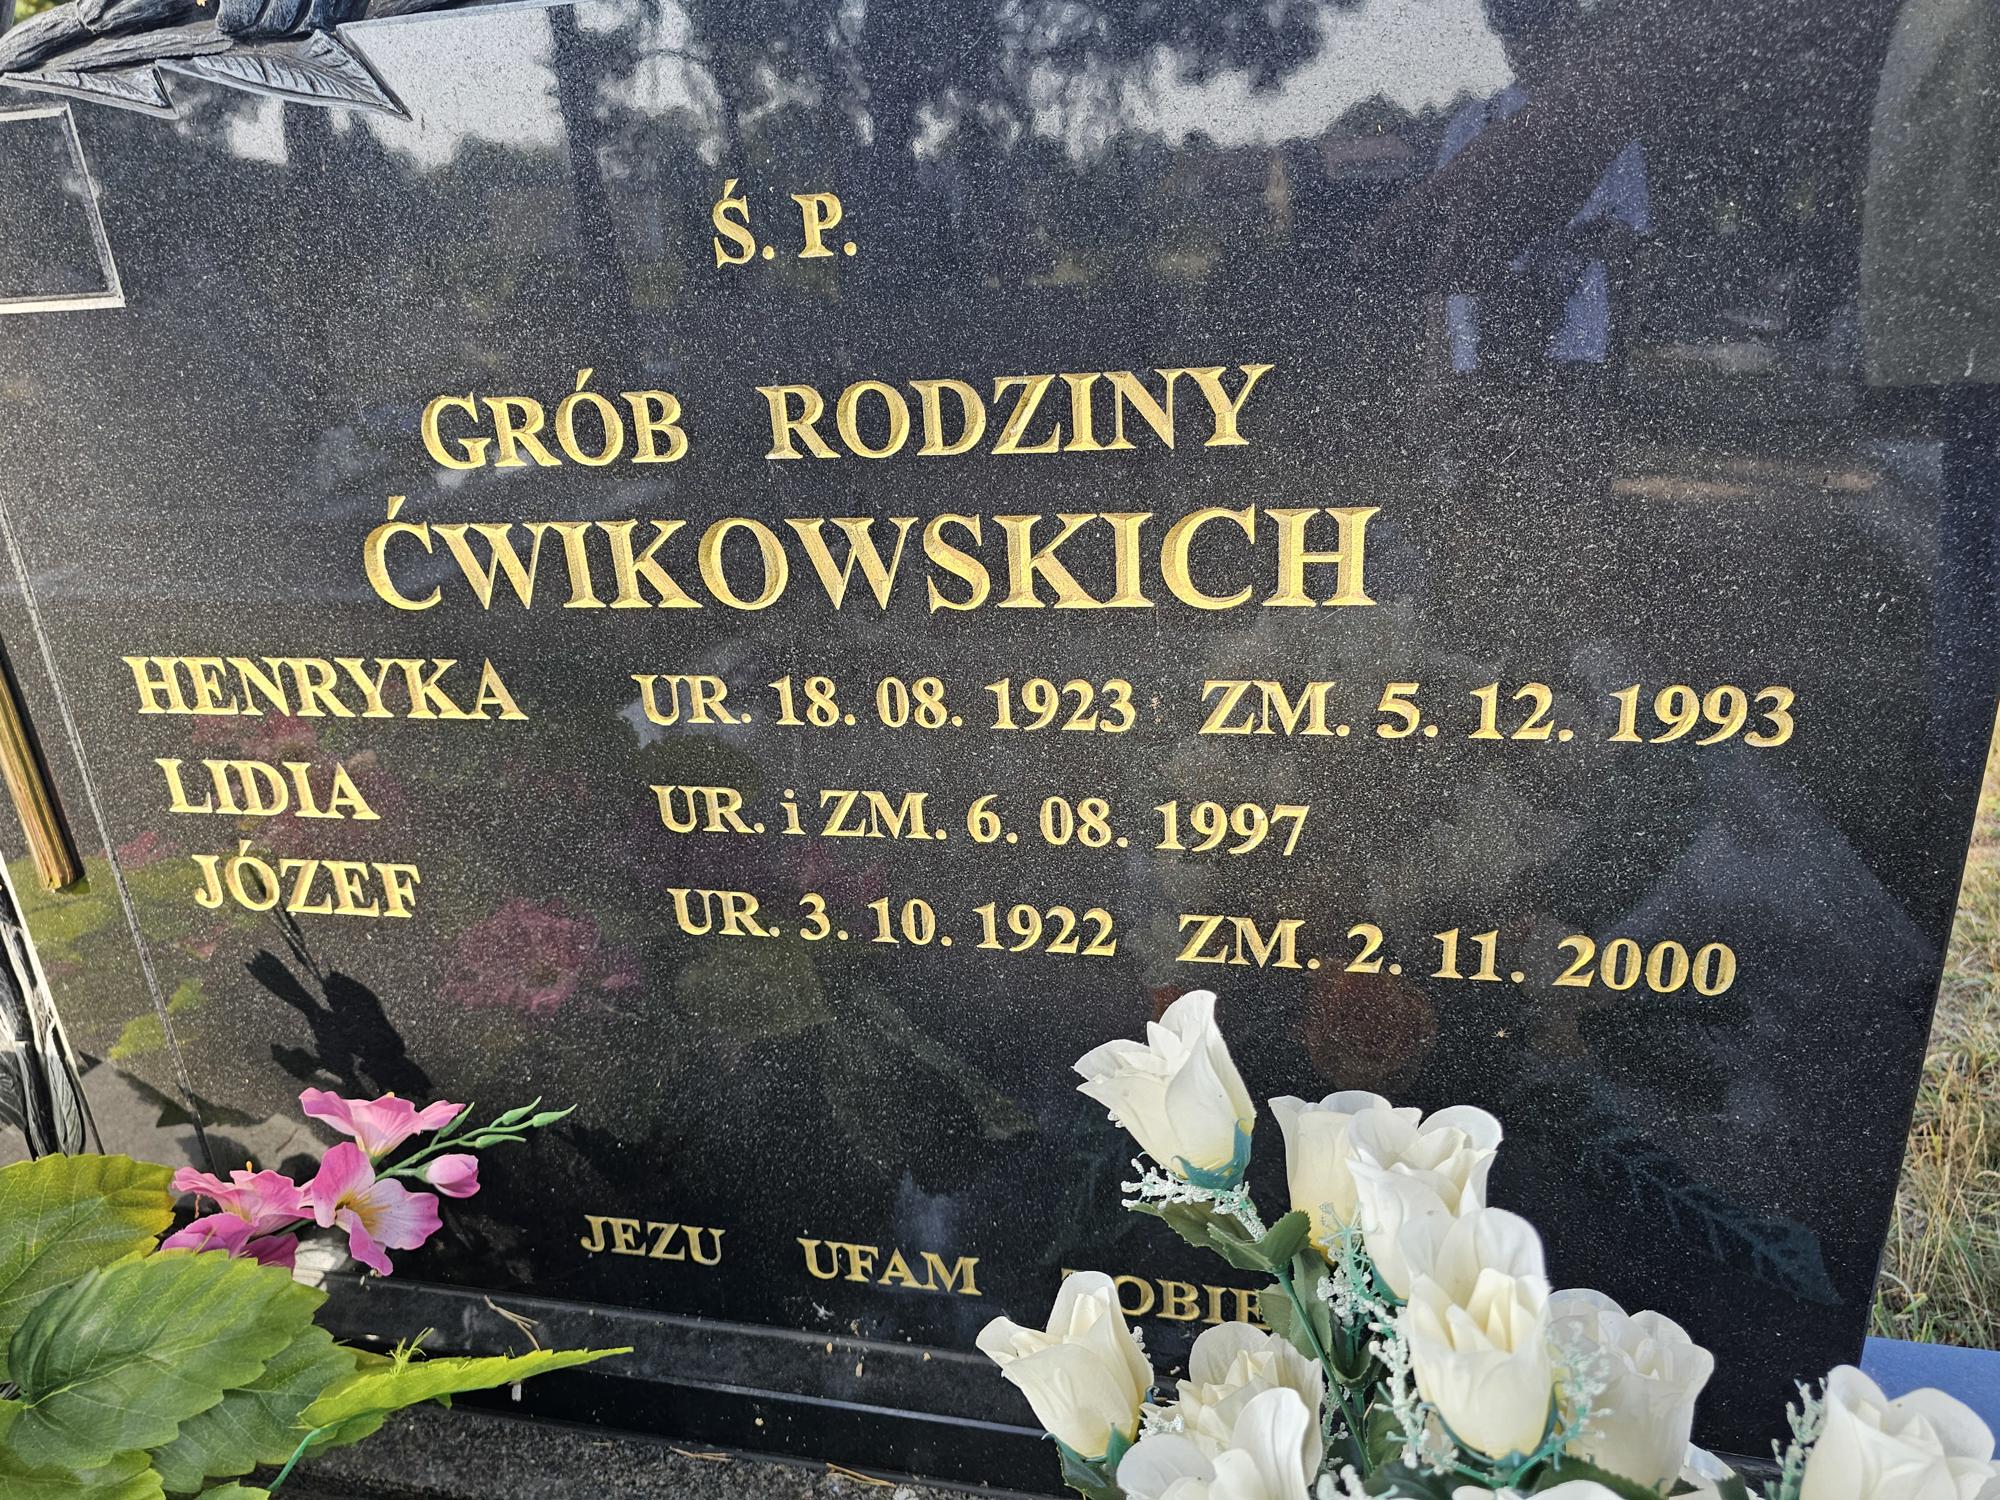 Ś. P.
GRÓB RODZINY
ĆWIKOWSKICH
HENRYKA UR. 18. 08. 1923 ZM. 5. 12. 1993
LIDIA UR. i ZM. 6. 08. 1997
JÓZEF UR. 3. 10. 1922 ZM. 2. 11. 2000
JEZU UFAM TOBIE